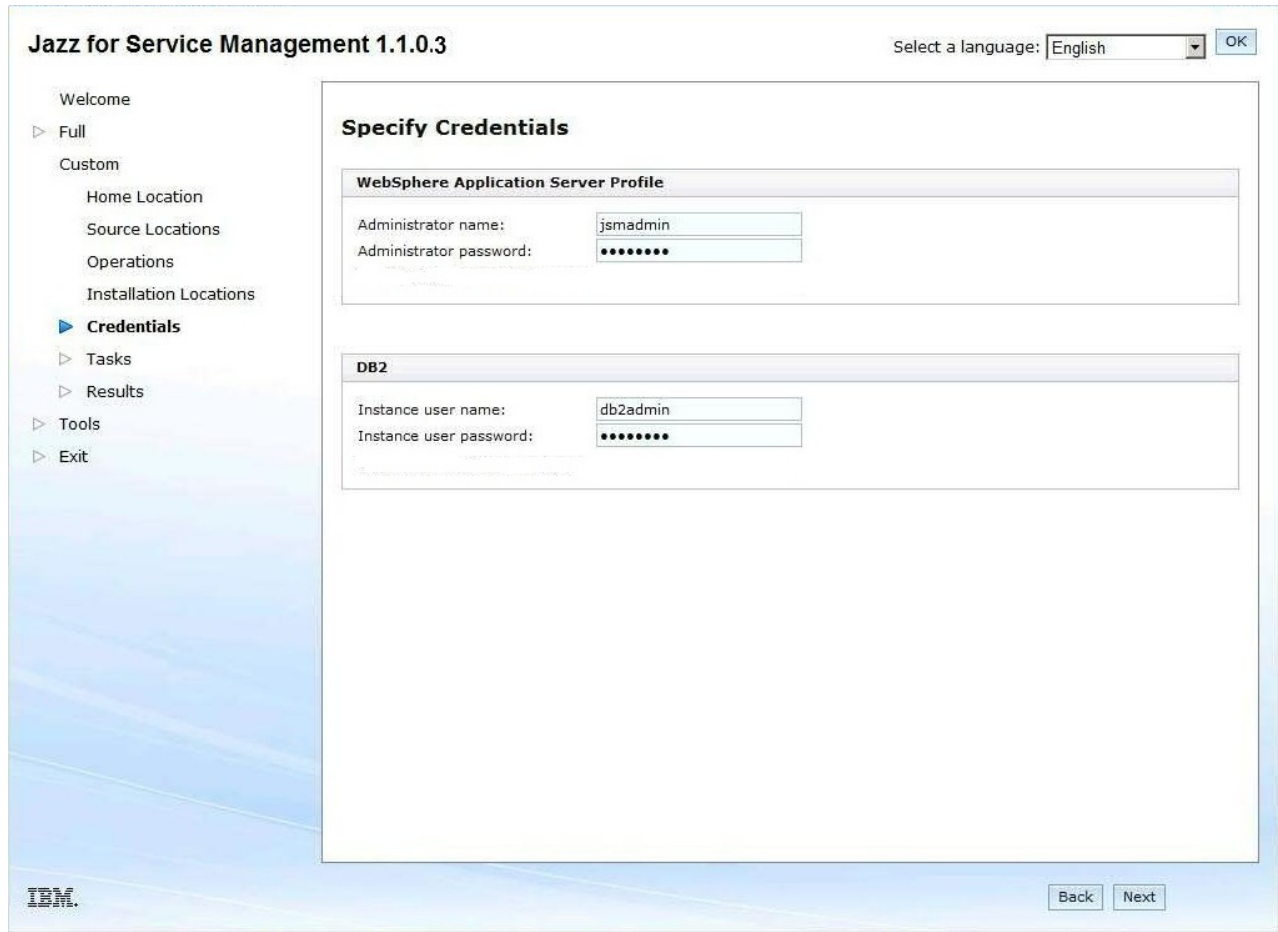 Jazz for Service Management 1.1.0.3
Select a language: English OK
Welcome
Full
Custom
Home Location
Source Locations
Operations
Installation Locations
Credentials
Tasks
Results
Tools
Exit
Specify Credentials
WebSphere Application Server Profile
Administrator name: jsmadmin
Administrator password: ••••••••
DB2
Instance user name: db2admin
Instance user password: ••••••••
IBM.
Back Next